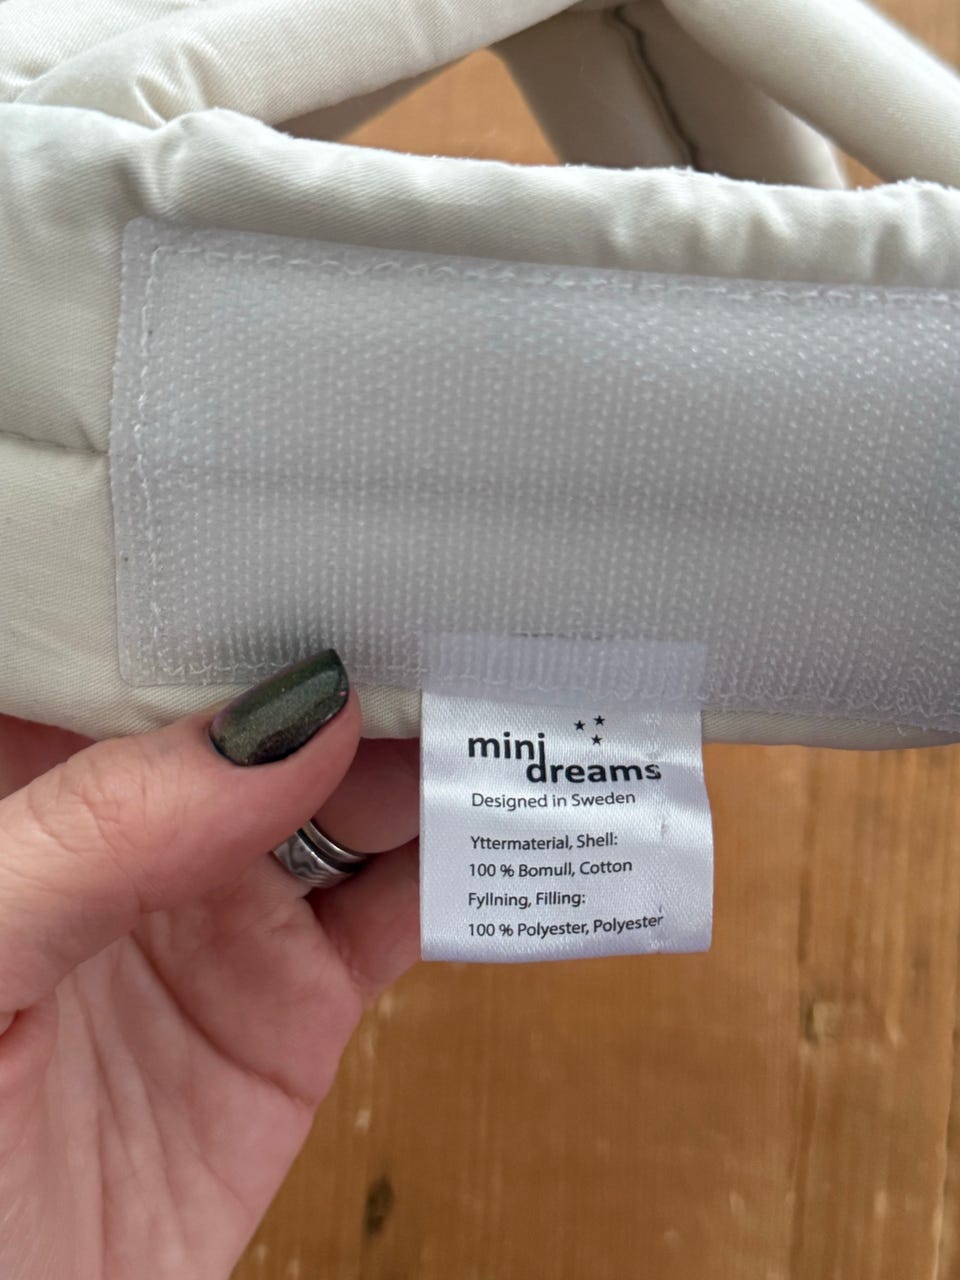 mini
dreams
Designed in Sweden
Yttermaterial, Shell:
100 % Bomull, Cotton
Fyllning, Filling:
100 % Polyester, Polyester